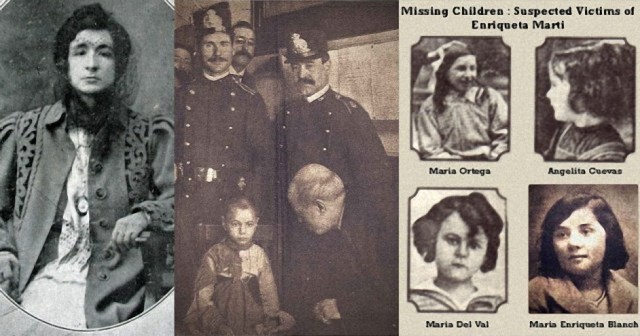 Missing Children : Suspected Victims of
Enriqueta Marti
Maria Ortega
Angelita Cuevas
Maria Del Val
Maria Enriqueta Blanch